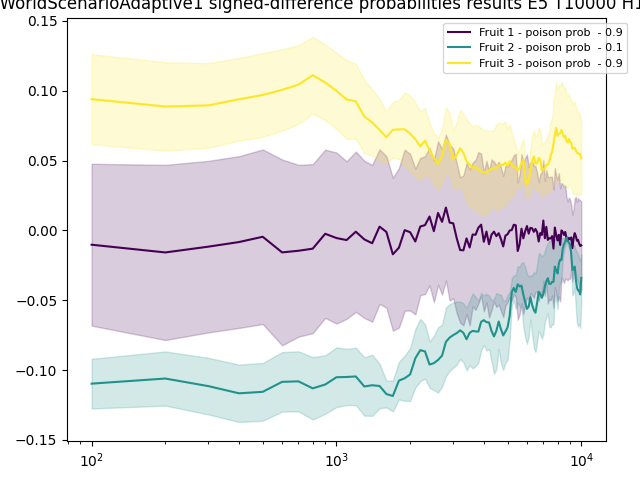 WorldScenarioAdaptive1 signed-difference probabilities results E5 T10000 H1
Fruit 1 - poison prob - 0.9
Fruit 2 - poison prob - 0.1
Fruit 3 - poison prob - 0.9
0.15
0.10
0.05
0.00
−0.05
−0.10
−0.15
10²
10³
10⁴